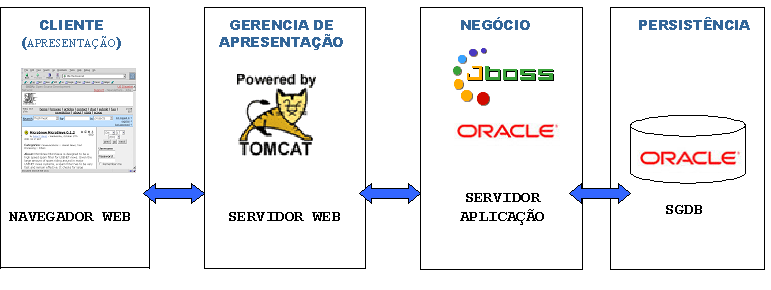 CLIENTE
(APRESENTAÇÃO)
NAVEGADOR WEB
GERENCIA DE
APRESENTAÇÃO
Powered by
TOMCAT
SERVIDOR WEB
NEGÓCIO
Jboss
ORACLE®
SERVIDOR
APLICAÇÃO
PERSISTÊNCIA
ORACLE®
SGDB